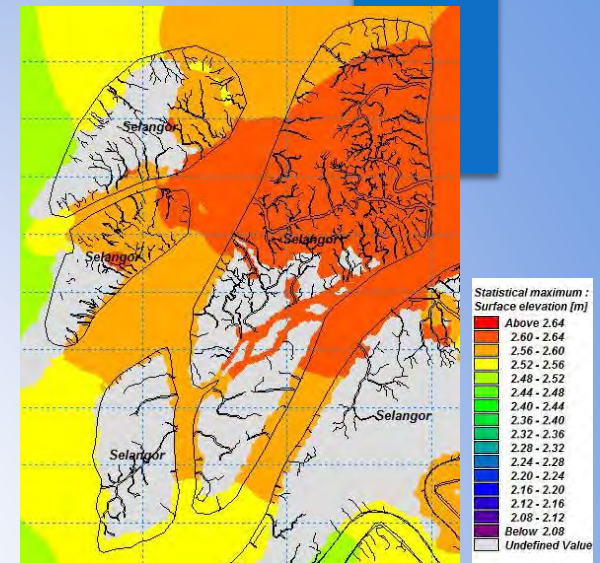 Selangor
Selangor
Selangor
Selangor
Selangor
Statistical maximum :
Surface elevation [m]
Above 2.64
2.60 - 2.64
2.56 - 2.60
2.52 - 2.56
2.48 - 2.52
2.44 - 2.48
2.40 - 2.44
2.36 - 2.40
2.32 - 2.36
2.28 - 2.32
2.24 - 2.28
2.20 - 2.24
2.16 - 2.20
2.12 - 2.16
2.08 - 2.12
Below 2.08
Undefined Value